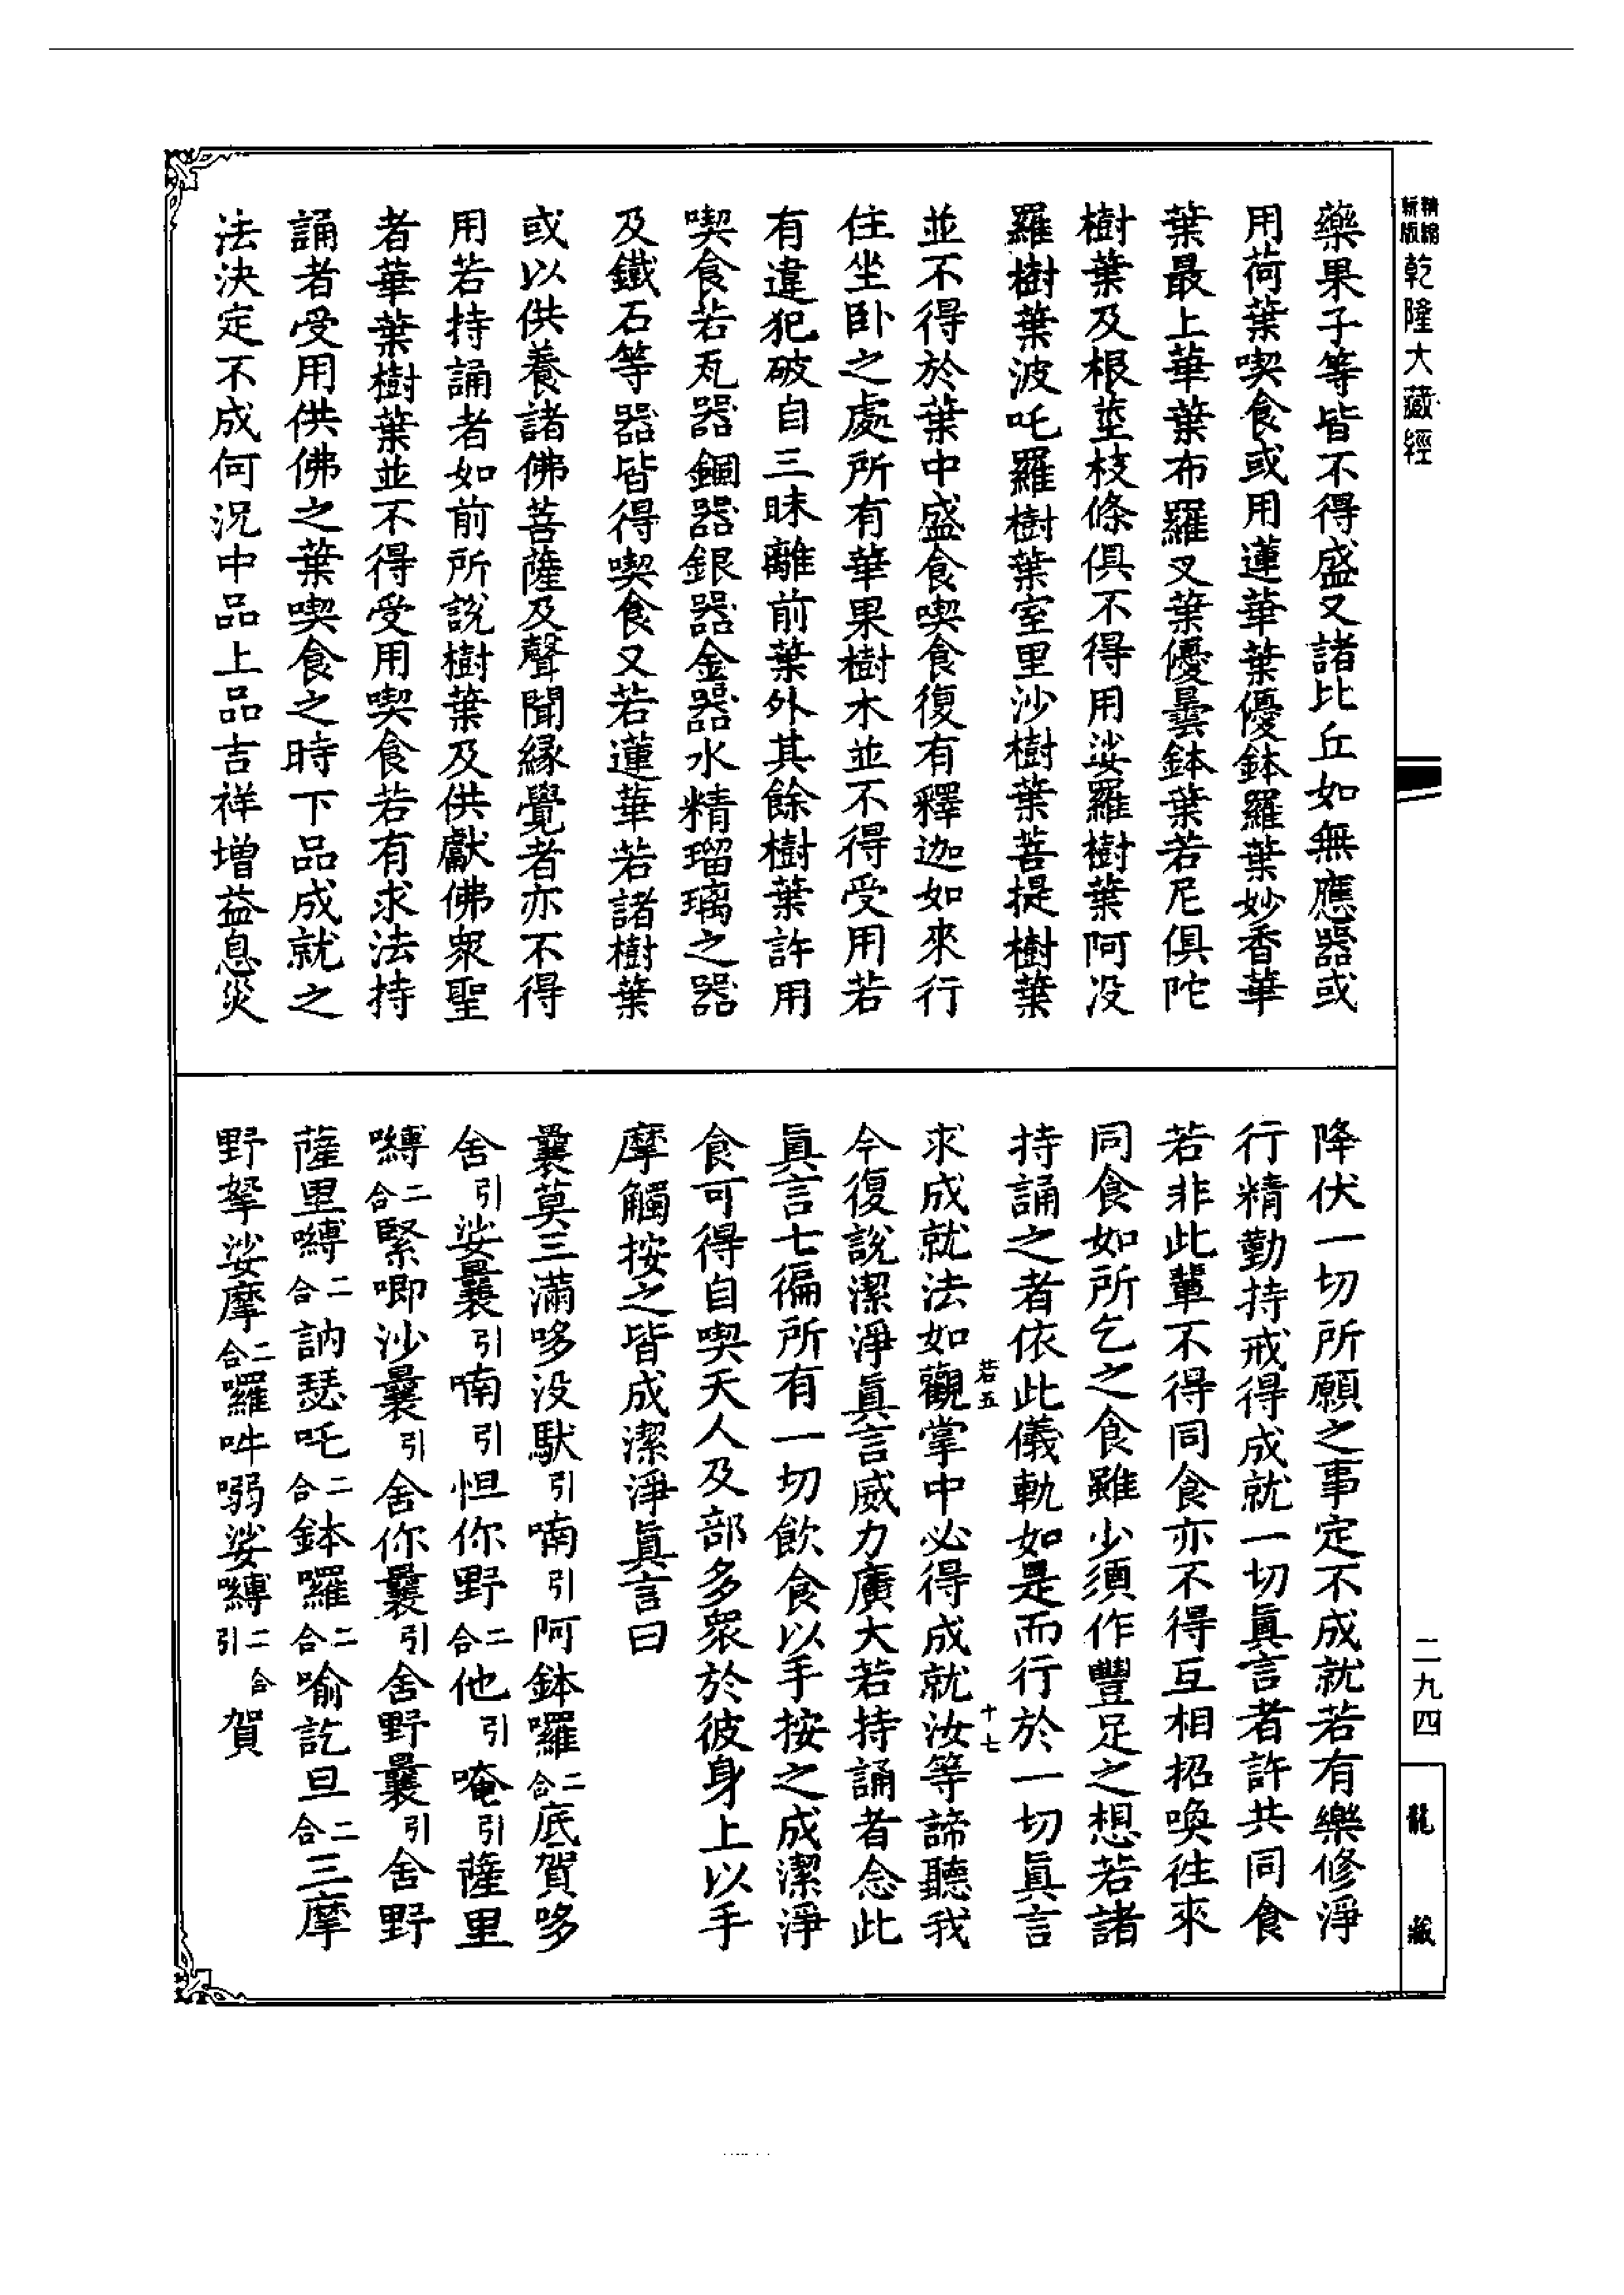 精縮新版乾隆大藏經
藥果子等皆不得盛又諸比丘如無應器或
用荷葉喫食或用蓮華葉優鉢羅葉妙香華
葉最上華葉布羅叉葉優曇鉢葉若尼俱陀
樹葉及根莖枝條俱不得用娑羅樹葉阿没
羅樹葉波吒羅樹葉室里沙樹葉菩提樹葉
並不得於葉中盛食喫食復有釋迦如來行
住坐卧之處所有華果樹木並不得受用若
有違犯破自三昧離前葉外其餘樹葉許用
喫食若瓦器銅器銀器金器水精瑠璃之器
及鐵石等器皆得喫食又若蓮華若諸樹葉
或以供養諸佛菩薩及聲聞緣覺者亦不得
用若持誦者如前所說樹葉及供獻佛衆聖
者華葉樹葉並不得受用喫食若有求法持
誦者受用供佛之葉喫食之時下品成就之
法決定不成何況中品上品吉祥增益息災
降伏一切所願之事定不成就若有樂修淨
行精勤持戒得成就一切眞言者許共同食
若非此輩不得同食亦不得互相招喚往來
同食如所乞之食雖少須作豐足之想若諸
持誦之者依此儀軌如是而行於一切眞言
若五 十七
求成就法如觀掌中必得成就汝等諦聽我
今復說潔淨眞言威力廣大若持誦者念此
眞言七徧所有一切飲食以手按之成潔淨
食可得自喫天人及部多衆於彼身上以手
摩觸按之皆成潔淨眞言曰
曩莫三滿哆没馱引喃引阿鉢囉二合底賀哆
舍引娑曩引喃引怛你野二合他引唵引薩里
嚩二合緊唧沙曩引舍你曩引舍野曩引舍野
薩里嚩二合訥瑟吒二合鉢囉二合喻訖旦二合三摩
野拏娑摩二合囉吽嗠娑嚩二合引賀
二九四
龍藏